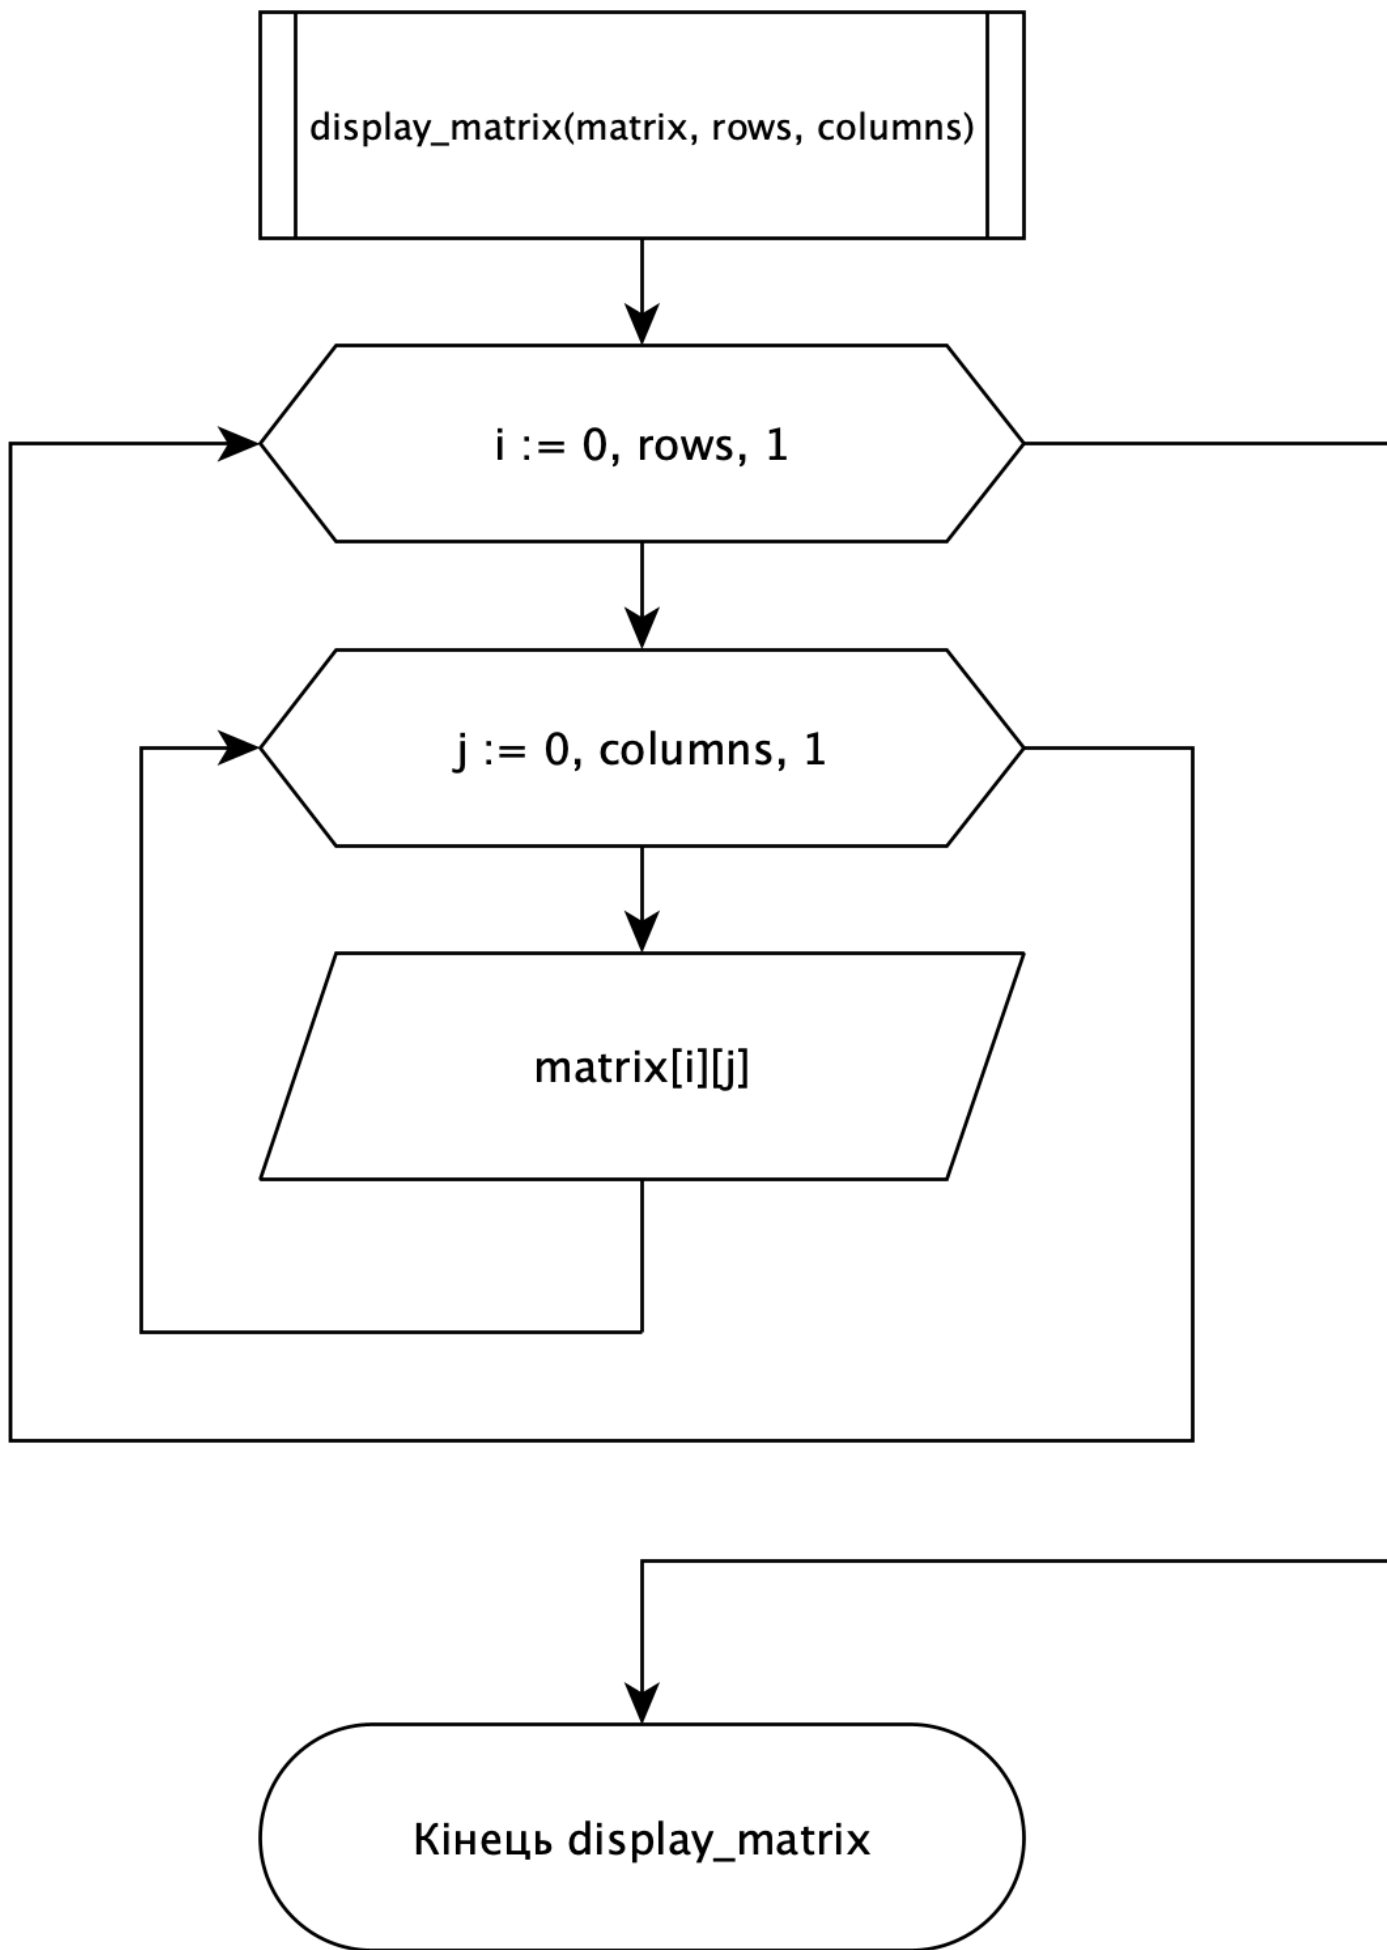 display_matrix(matrix, rows, columns)
i := 0, rows, 1
j := 0, columns, 1
matrix[i][j]
Кінець display_matrix